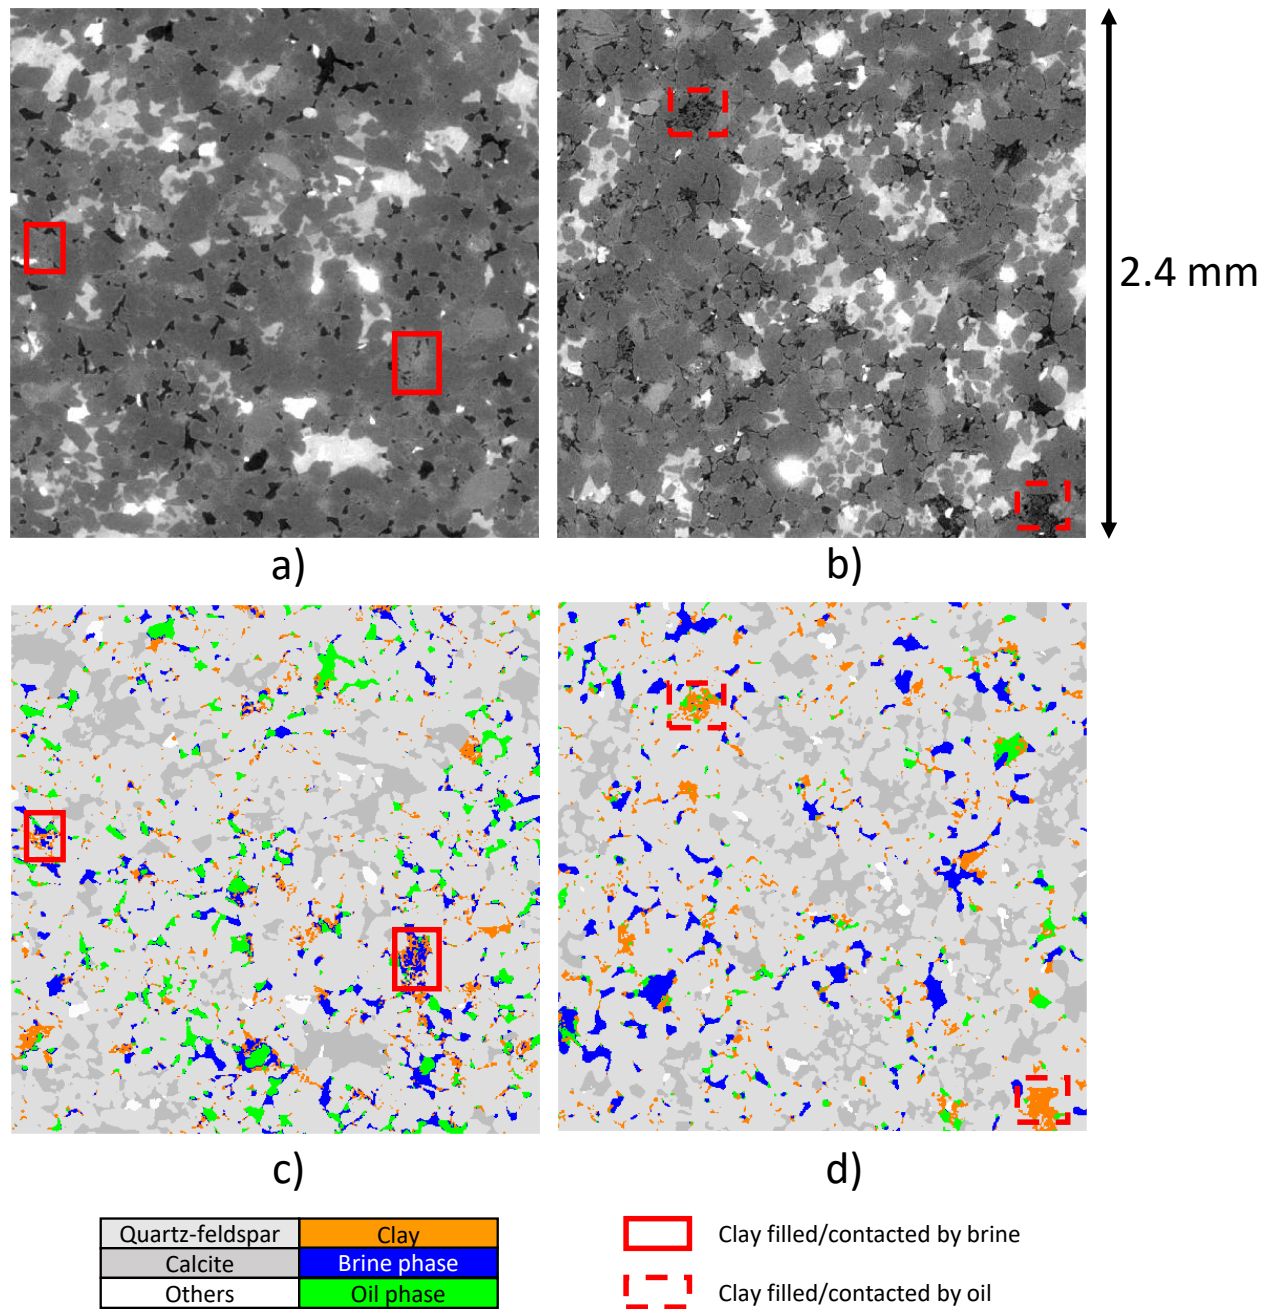 2.4 mm
a)
b)
c)
d)
Quartz-feldspar
Clay
Calcite
Brine phase
Others
Oil phase
Clay filled/contacted by brine
Clay filled/contacted by oil